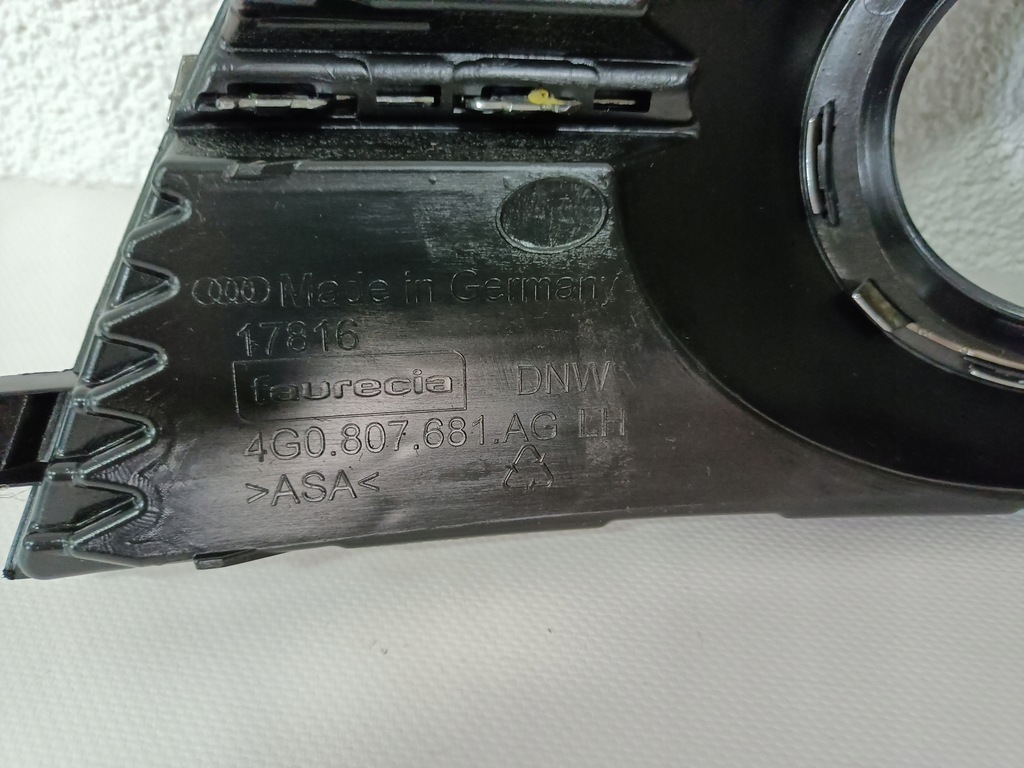 Made in Germany
17816
faurecia DNW
4G0.807.681.AG LH
>ASA<